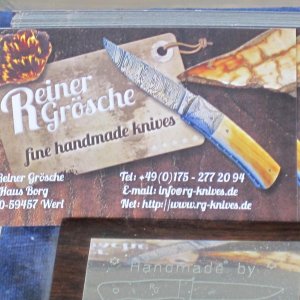 Reiner
Grösche
fine handmade knives
Reiner Grösche
Haus Borg
D-59457 Werl
Tel: +49(0)175 - 277 20 94
E-mail: info@rg-knives.de
Net: http://www.rg-knives.de
Handmade by
RG